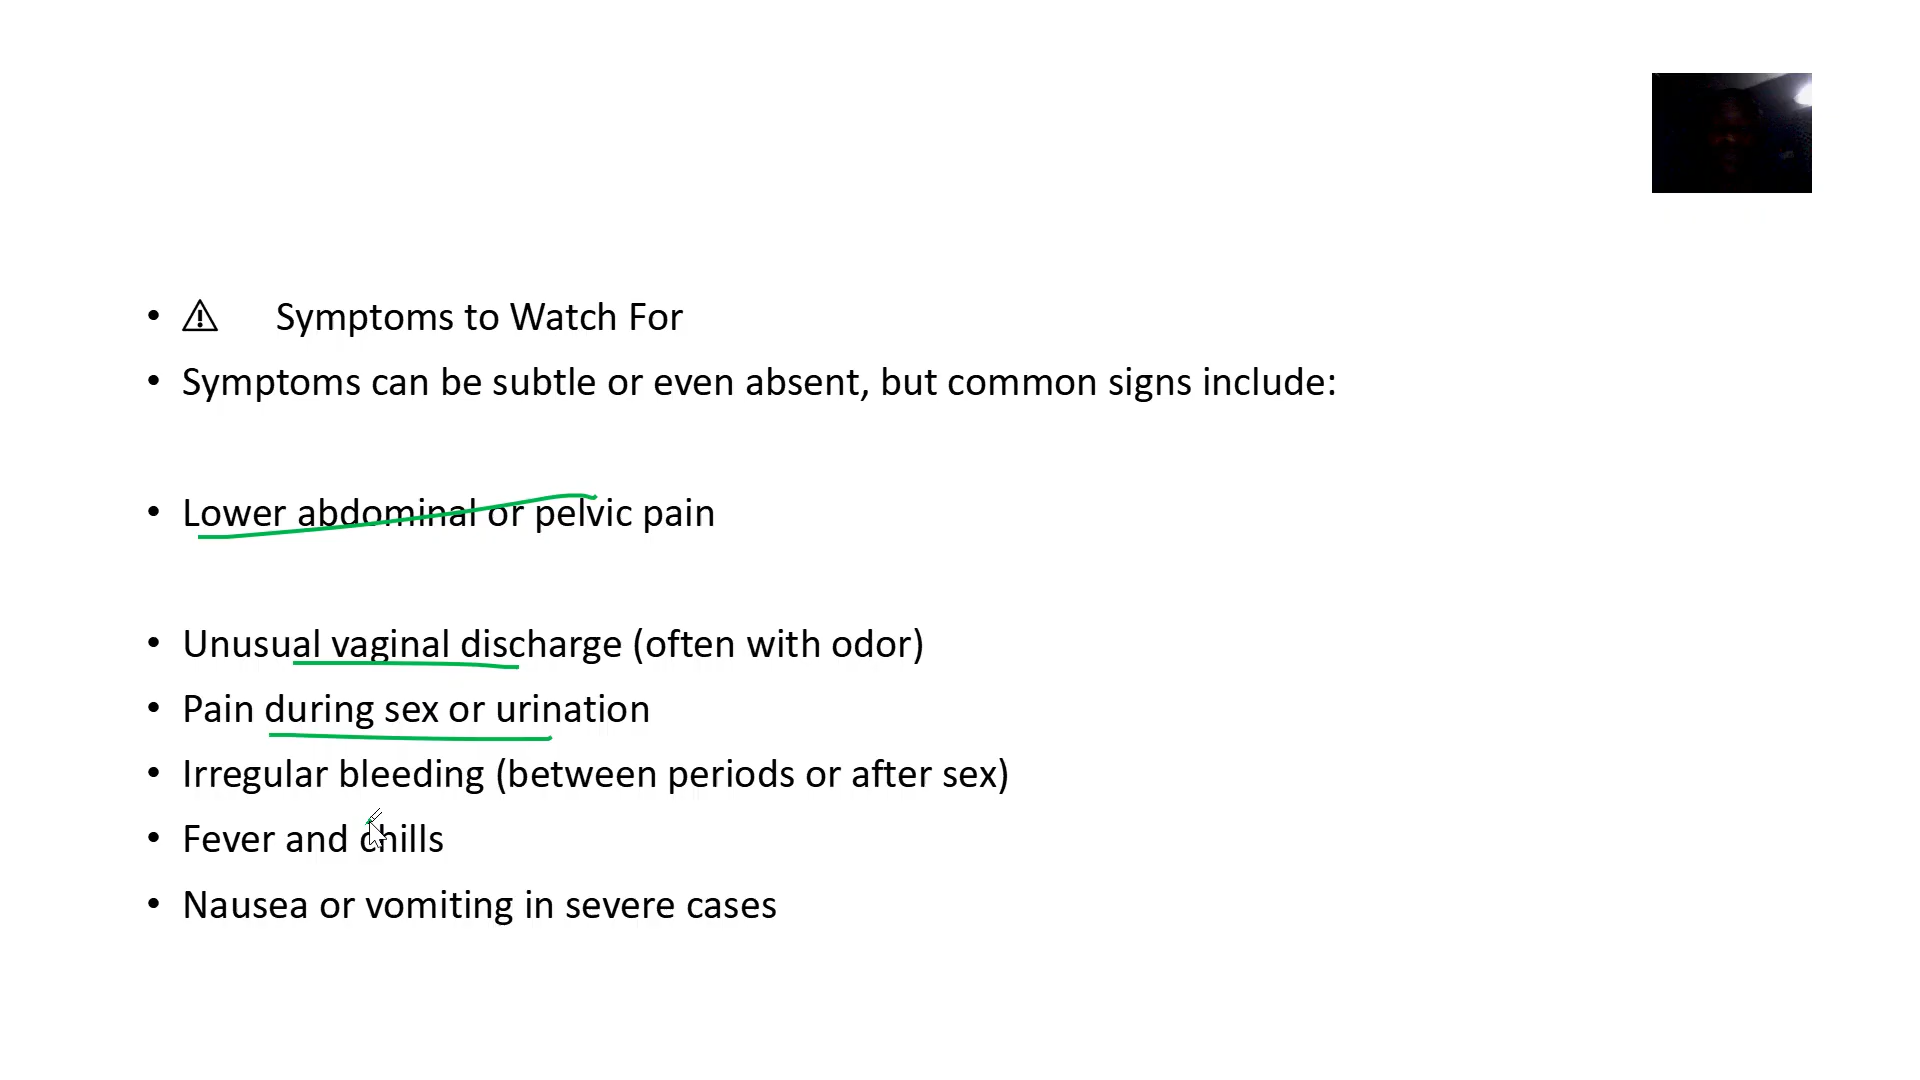 • ⚠ Symptoms to Watch For
• Symptoms can be subtle or even absent, but common signs include:
• Lower abdominal or pelvic pain
• Unusual vaginal discharge (often with odor)
• Pain during sex or urination
• Irregular bleeding (between periods or after sex)
• Fever and chills
• Nausea or vomiting in severe cases